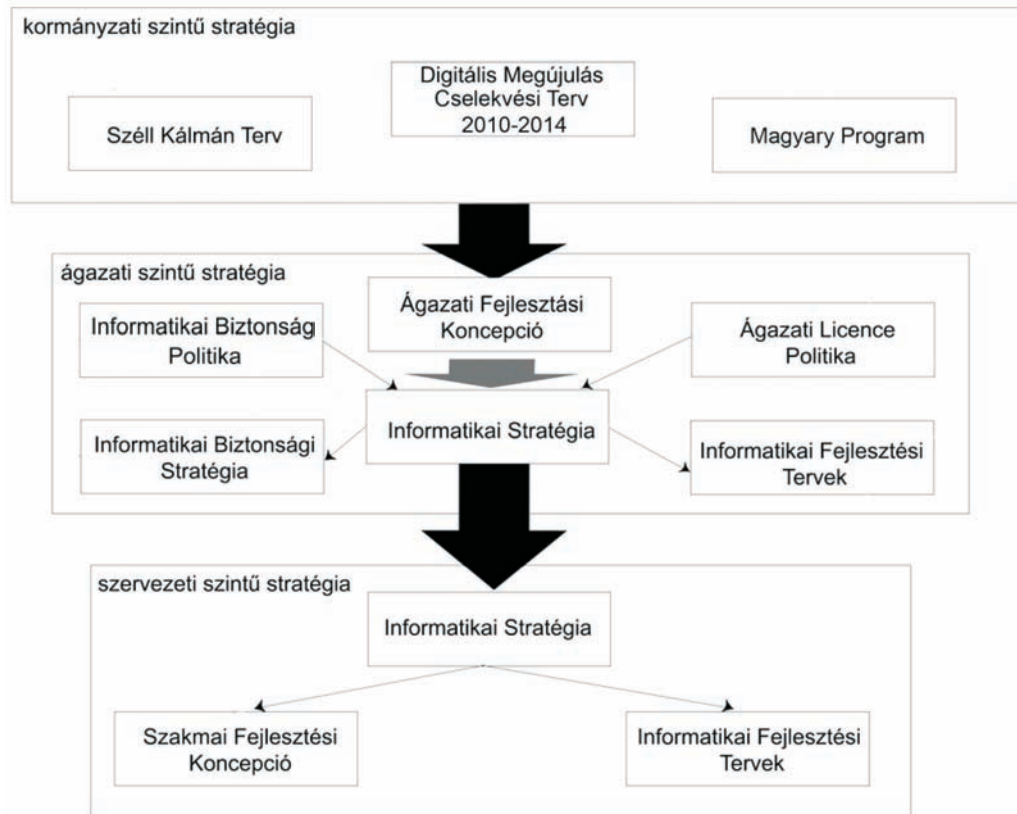 kormányzati szintű stratégia
Digitális Megújulás
Cselekvési Terv
2010-2014
Széll Kálmán Terv
Magyary Program
ágazati szintű stratégia
Ágazati Fejlesztási
Koncepció
Informatikai Biztonság
Politika
Ágazati Licence
Politika
Informatikai Stratégia
Informatikai Biztonsági
Stratégia
Informatikai Fejlesztési
Tervek
szervezeti szintű stratégia
Informatikai Stratégia
Szakmai Fejlesztési
Koncepció
Informatikai Fejlesztési
Tervek